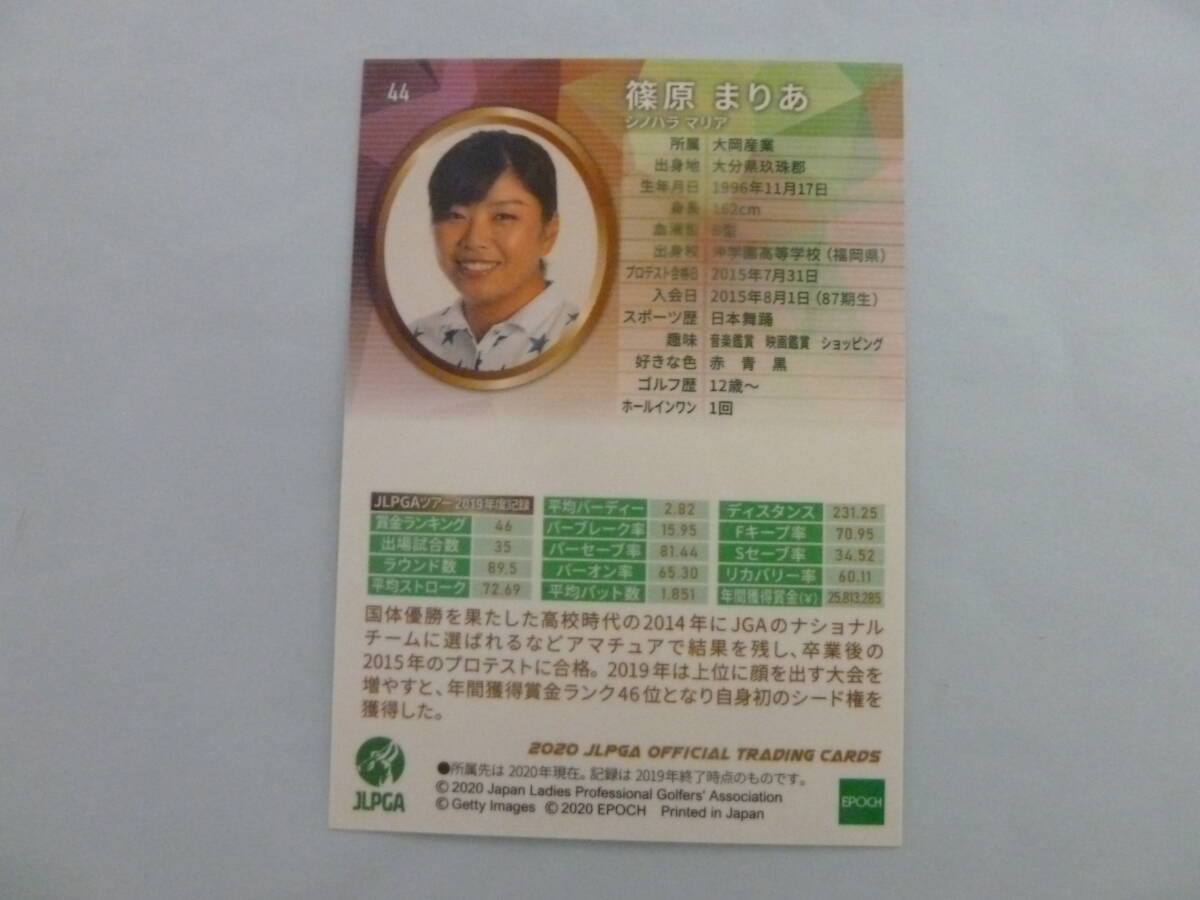 44
篠原 まりあ
シノハラ マリア
所属 大岡産業
出身地 大分県玖珠郡
生年月日 1996年11月17日
身長 162cm
血液型 B型
出身校 沖学園高等学校（福岡県）
プロテスト合格日 2015年7月31日
入会日 2015年8月1日（87期生）
スポーツ歴 日本舞踊
趣味 音楽鑑賞 映画鑑賞 ショッピング
好きな色 赤 青 黒
ゴルフ歴 12歳〜
ホールインワン 1回
JLPGAツアー2019年度記録
賞金ランキング 46
出場試合数 35
ラウンド数 89.5
平均ストローク 72.69
平均バーディー 2.82
パーブレーク率 15.95
パーセーブ率 81.44
パーオン率 65.30
平均パット数 1.851
ディスタンス 231.25
Fキープ率 70.95
Sセーブ率 34.52
リカバリー率 60.11
年間獲得賞金(¥) 25,813,285
国体優勝を果たした高校時代の2014年にJGAのナショナル
チームに選ばれるなどアマチュアで結果を残し、卒業後の
2015年のプロテストに合格。2019年は上位に顔を出す大会を
増やすと、年間獲得賞金ランク46位となり自身初のシード権を
獲得した。
2020 JLPGA OFFICIAL TRADING CARDS
●所属先は2020年現在。記録は2019年終了時点のものです。
© 2020 Japan Ladies Professional Golfers' Association
© Getty Images © 2020 EPOCH Printed in Japan
JLPGA
EPOCH